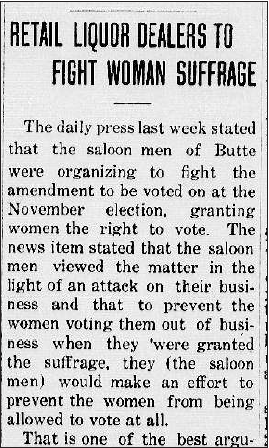 RETAIL LIQUOR DEALERS TO
FIGHT WOMAN SUFFRAGE
The daily press last week stated
that the saloon men of Butte
were organizing to fight the
amendment to be voted on at the
November election, granting
women the right to vote. The
news item stated that the saloon
men viewed the matter in the
light of an attack on their busi-
ness and that to prevent the
women voting them out of busi-
ness when they 'were granted
the suffrage, they (the saloon
men) would make an effort to
prevent the women from being
allowed to vote at all.
That is one of the best argu-